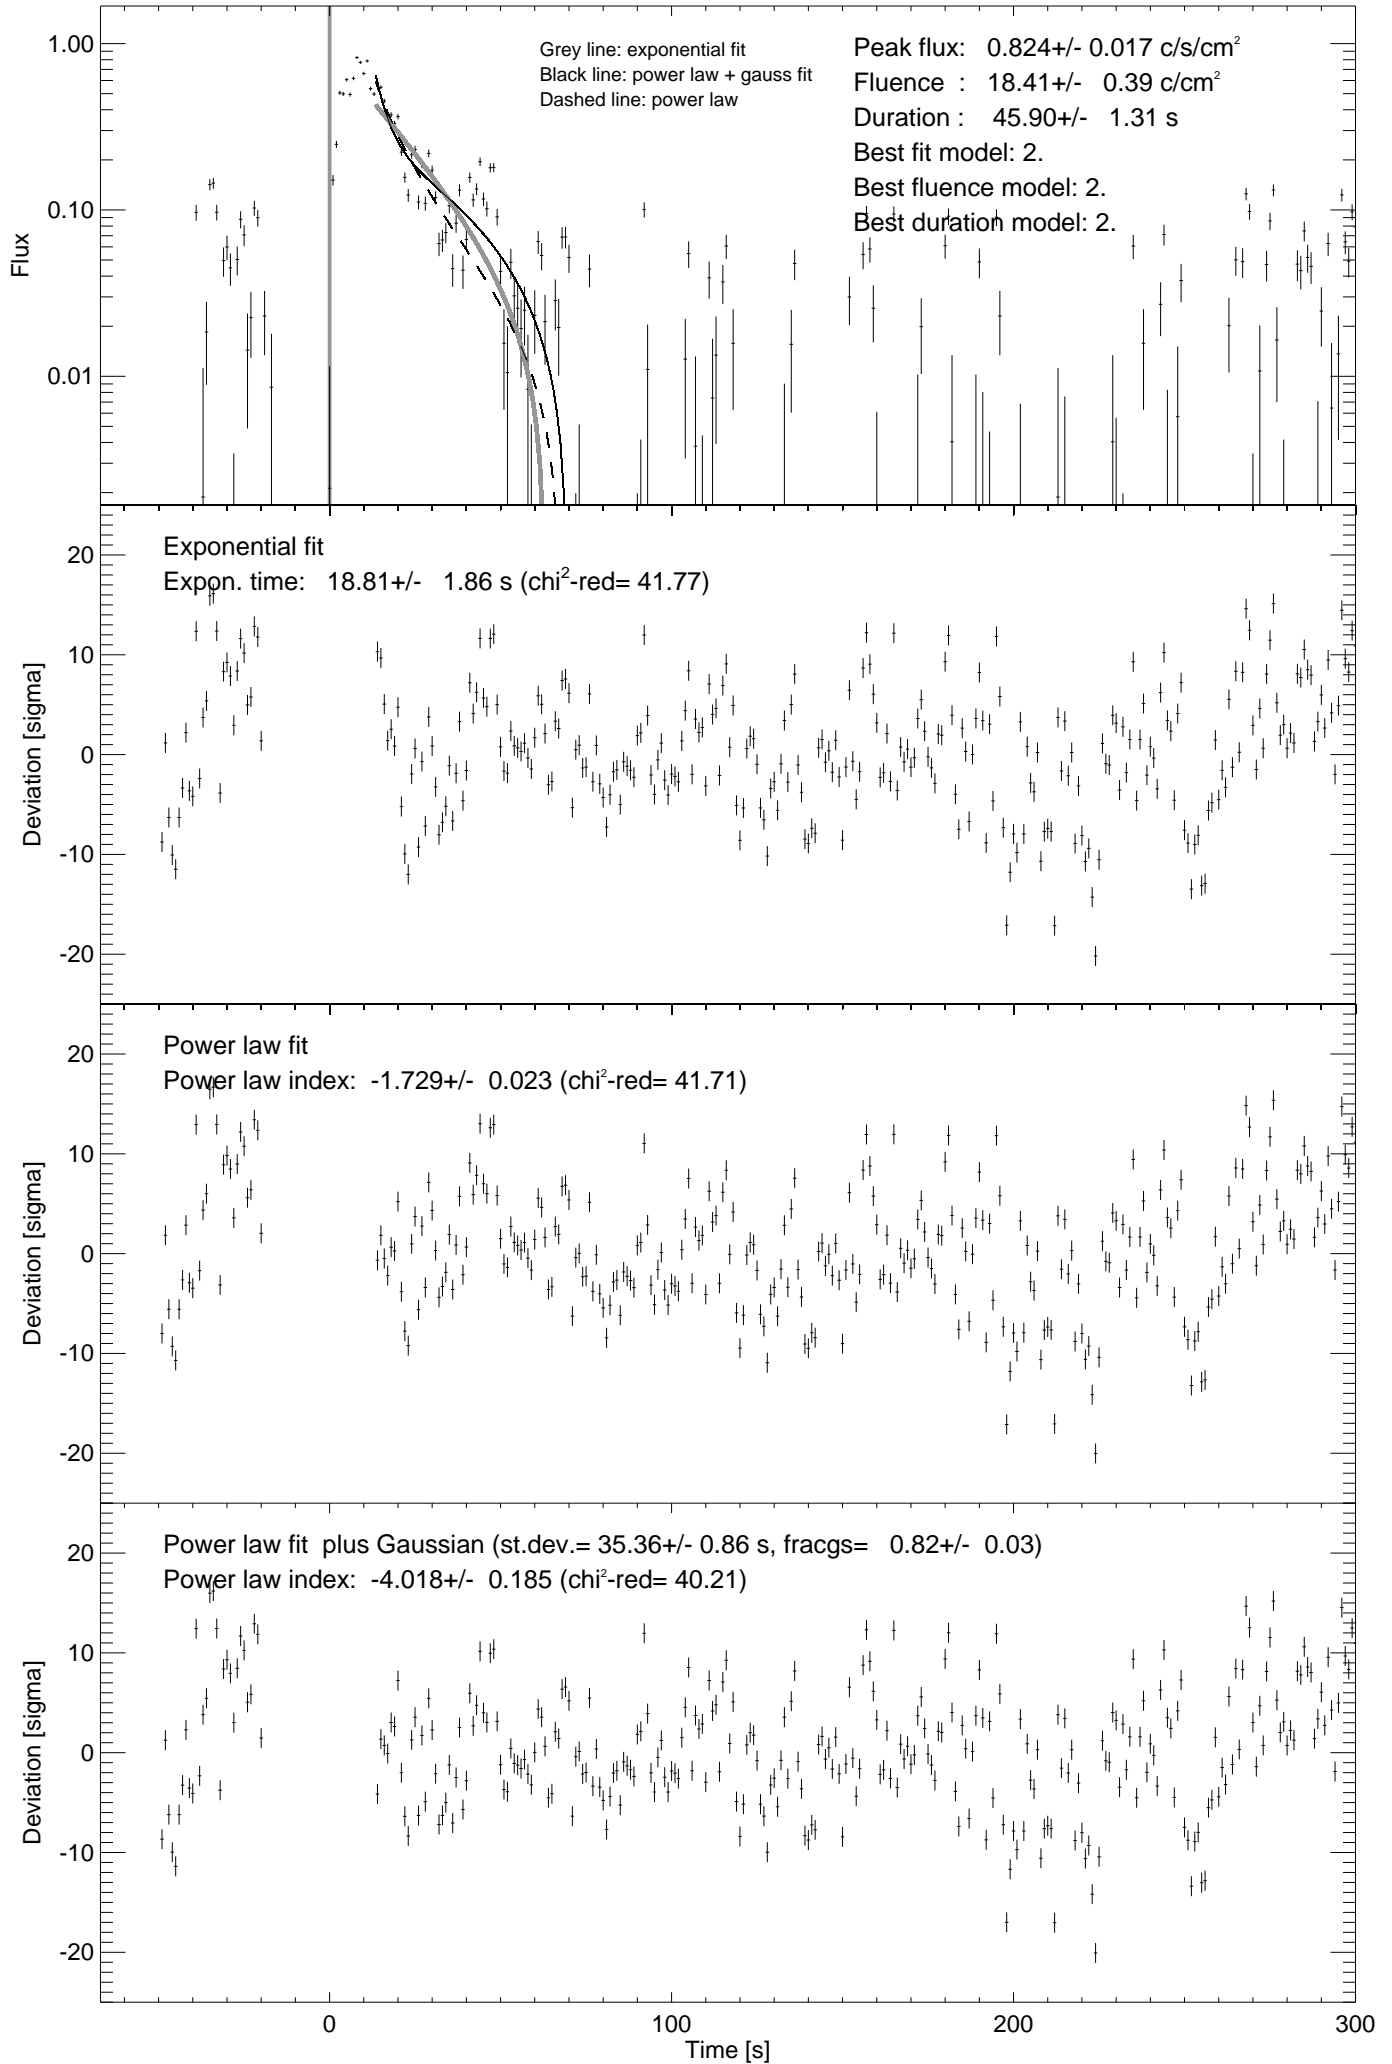 Grey line: exponential fit
Black line: power law + gauss fit
Dashed line: power law
Peak flux: 0.824+/- 0.017 c/s/cm²
Fluence : 18.41+/- 0.39 c/cm²
Duration : 45.90+/- 1.31 s
Best fit model: 2.
Best fluence model: 2.
Best duration model: 2.
1.00
0.10
0.01
Flux
Exponential fit
Expon. time: 18.81+/- 1.86 s (chi²-red= 41.77)
20
10
0
-10
-20
Deviation [sigma]
Power law fit
Power law index: -1.729+/- 0.023 (chi²-red= 41.71)
20
10
0
-10
-20
Deviation [sigma]
Power law fit plus Gaussian (st.dev.= 35.36+/- 0.86 s, fracgs= 0.82+/- 0.03)
Power law index: -4.018+/- 0.185 (chi²-red= 40.21)
20
10
0
-10
-20
Deviation [sigma]
0 100 200 300
Time [s]